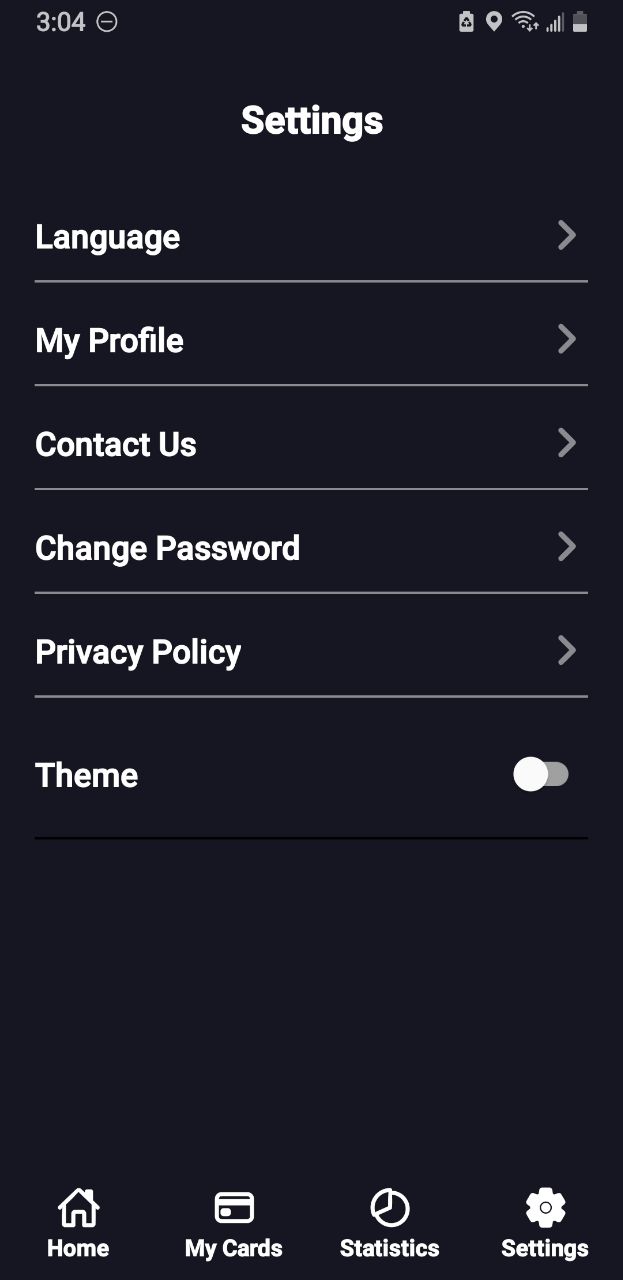 3:04
Settings
Language
My Profile
Contact Us
Change Password
Privacy Policy
Theme
Home My Cards Statistics Settings